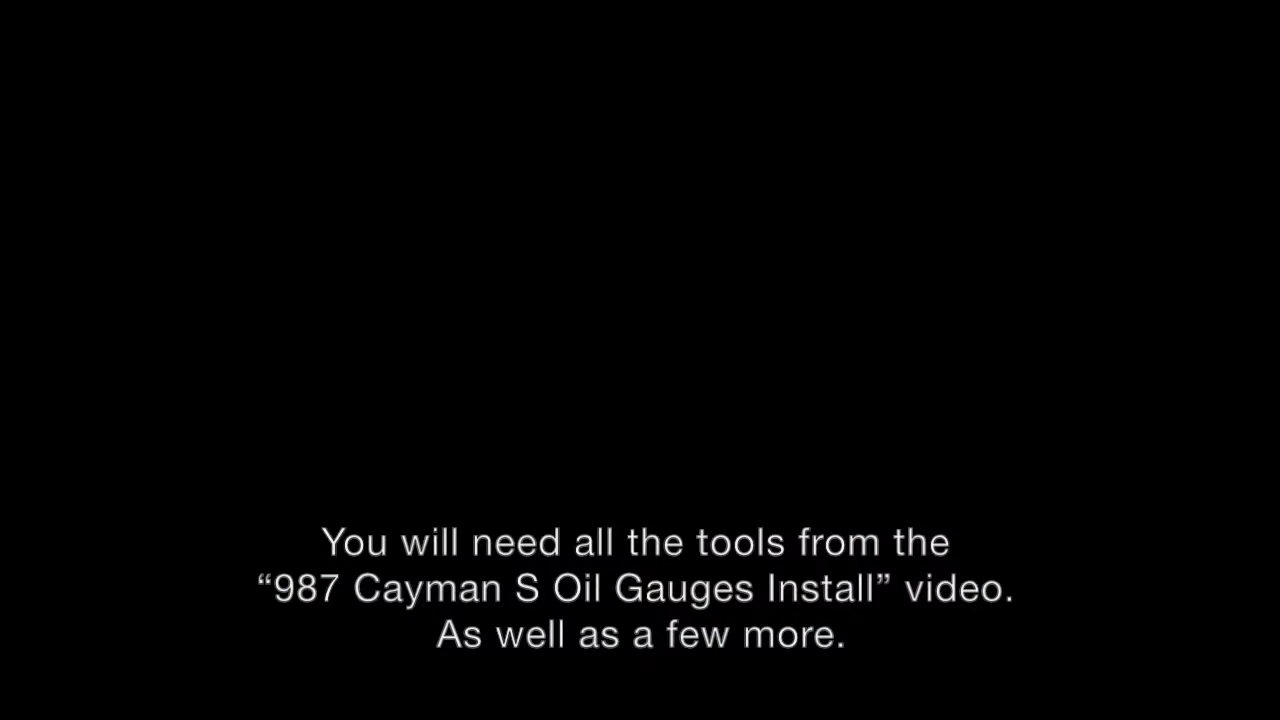 You will need all the tools from the
“987 Cayman S Oil Gauges Install” video.
As well as a few more.